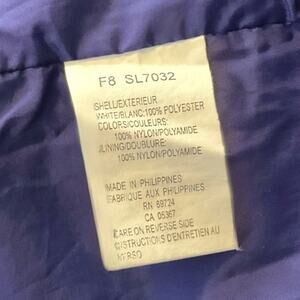 F8 SL7032
SHELL/EXTERIEUR
WHITE/BLANC:100% POLYESTER
COLORS/COULEURS:
100% NYLON/POLYAMIDE
LINING/DOUBLURE:
100% NYLON/POLYAMIDE
MADE IN PHILIPPINES
FABRIQUE AUX PHILIPPINES
RN 69724
CA 05367
CARE ON REVERSE SIDE
INSTRUCTIONS D'ENTRETIEN AU
VERSO